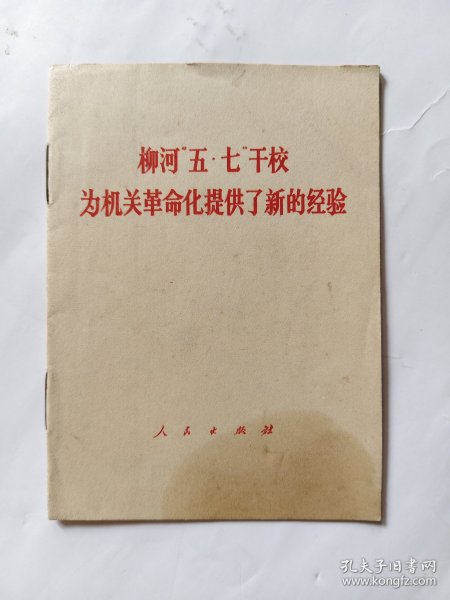 柳河“五·七”干校
为机关革命化提供了新的经验
人民出版社
孔夫子旧书网
www.kongfz.com